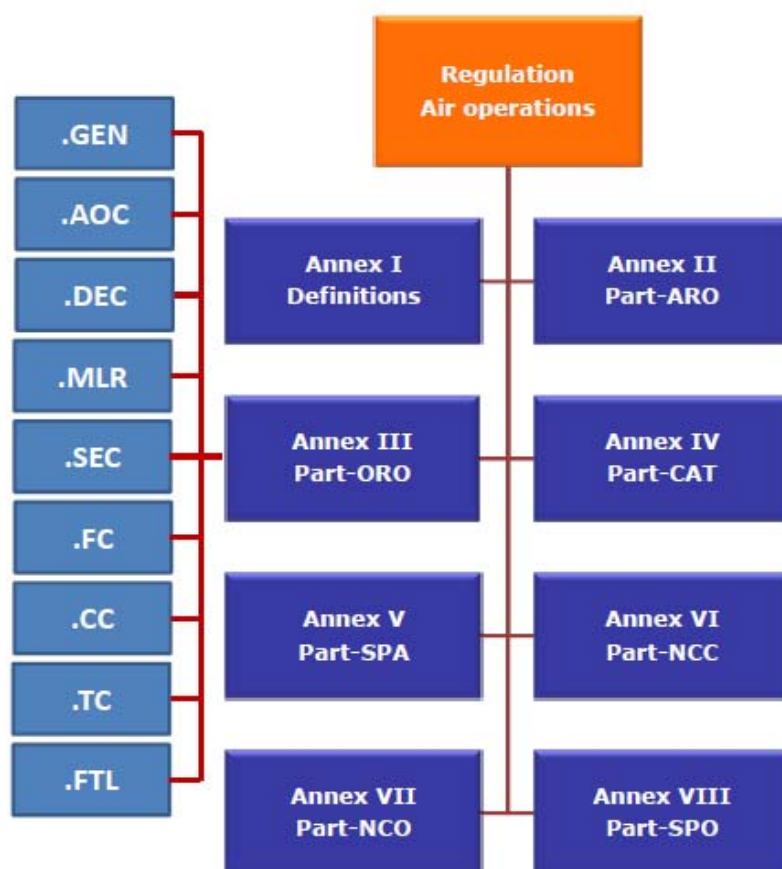 Regulation
Air operations
.GEN
.AOC
.DEC
.MLR
.SEC
.FC
.CC
.TC
.FTL
Annex I
Definitions
Annex II
Part-ARO
Annex III
Part-ORO
Annex IV
Part-CAT
Annex V
Part-SPA
Annex VI
Part-NCC
Annex VII
Part-NCO
Annex VIII
Part-SPO